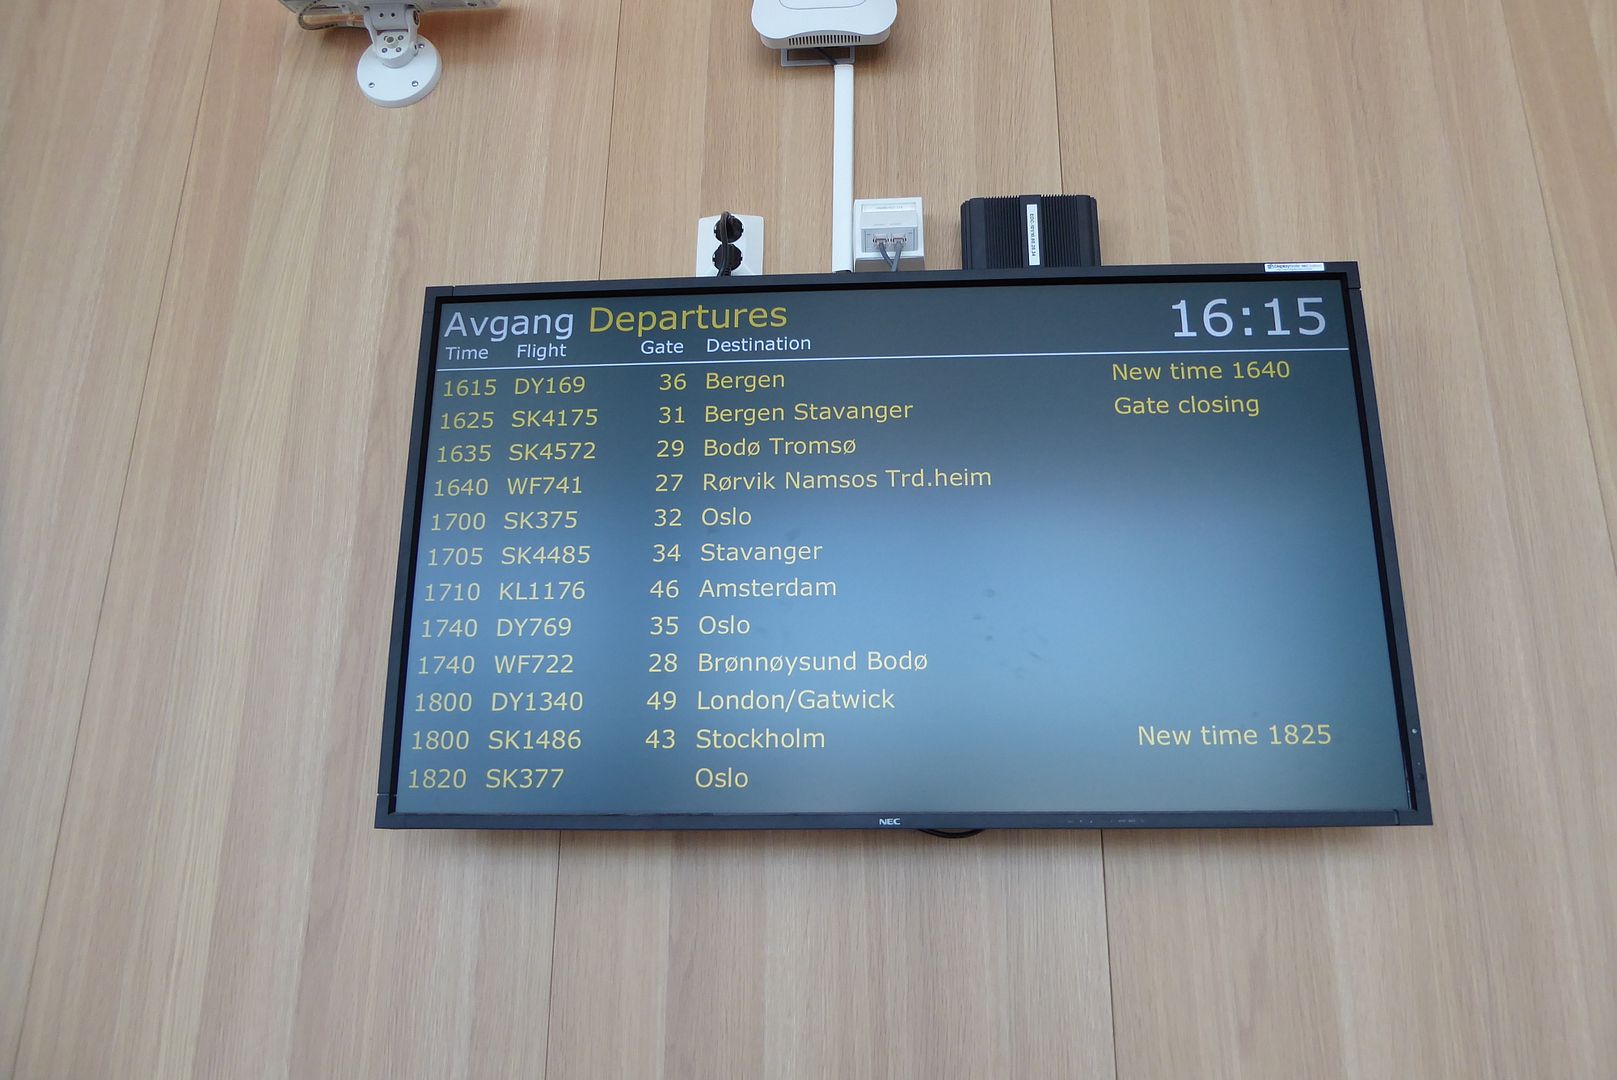 Avgang Departures 16:15
Time Flight Gate Destination
1615 DY169 36 Bergen New time 1640
1625 SK4175 31 Bergen Stavanger Gate closing
1635 SK4572 29 Bodø Tromsø
1640 WF741 27 Rørvik Namsos Trd.heim
1700 SK375 32 Oslo
1705 SK4485 34 Stavanger
1710 KL1176 46 Amsterdam
1740 DY769 35 Oslo
1740 WF722 28 Brønnøysund Bodø
1800 DY1340 49 London/Gatwick
1800 SK1486 43 Stockholm New time 1825
1820 SK377 Oslo
NEC